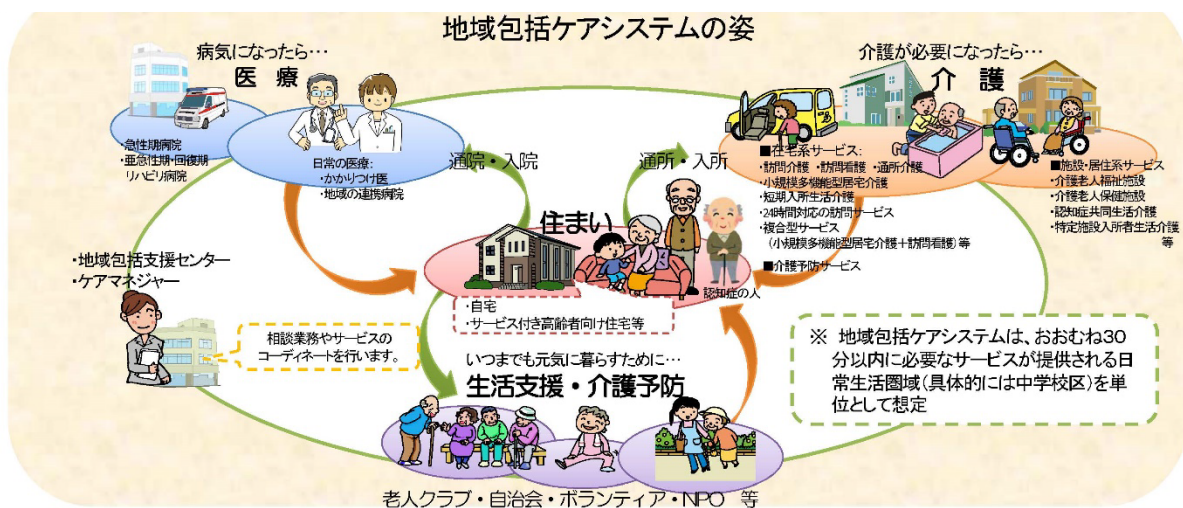 地域包括ケアシステムの姿
病気になったら…
医 療
・急性期病院
・亜急性期・回復期
リハビリ病院
日常の医療：
・かかりつけ医
・地域の連携病院
通院・入院
通所・入所
介護が必要になったら…
介 護
■在宅系サービス：
・訪問介護 ・訪問看護 ・通所介護
・小規模多機能型居宅介護
・短期入所生活介護
・24時間対応の訪問サービス
・複合型サービス
（小規模多機能型居宅介護＋訪問看護）等
■介護予防サービス
■施設・居住系サービス
・介護老人福祉施設
・介護老人保健施設
・認知症共同生活介護
・特定施設入所者生活介護
等
住まい
認知症の人
・自宅
・サービス付き高齢者向け住宅等
・地域包括支援センター
・ケアマネジャー
相談業務やサービスの
コーディネートを行います。
いつまでも元気に暮らすために…
生活支援・介護予防
老人クラブ・自治会・ボランティア・NPO 等
※ 地域包括ケアシステムは、おおむね30
分以内に必要なサービスが提供される日
常生活圏域（具体的には中学校区）を単
位として想定